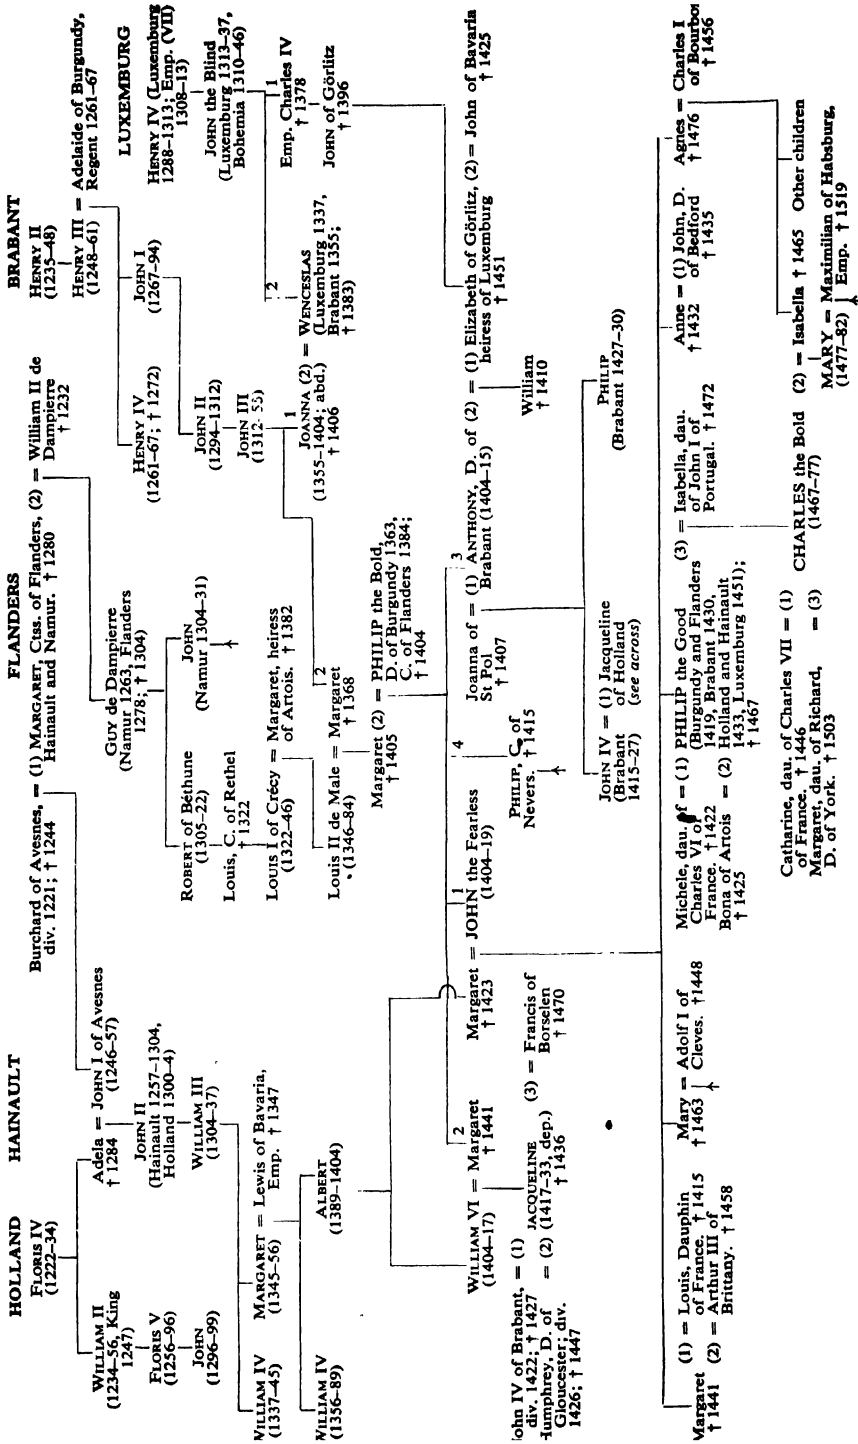 HOLLAND
FLORIS IV
(1222–34)
WILLIAM II
(1234–56, King
1247)
FLORIS V
(1256–96)
JOHN
(1296–99)
HAINAULT
Adela = JOHN I of Avesnes
† 1284
(1246–57)
JOHN II
(Hainault 1257–1304,
Holland 1300–4)
WILLIAM III
(1304–37)
WILLIAM IV
(1337–45)
MARGARET = Lewis of Bavaria,
(1345–56)
Emp. † 1347
WILLIAM IV
(1356–89)
ALBERT
(1389–1404)
FLANDERS
Burchard of Avesnes, = (1) MARGARET, Ctss. of Flanders, (2) = William II de
div. 1221; † 1244
Hainault and Namur. † 1280
Dampierre
† 1232
GUY de Dampierre
(Namur 1263, Flanders
1278; † 1304)
ROBERT of Béthune
(1305–22)
JOHN
(Namur 1304–31)
Louis, C. of Rethel
† 1322
LOUIS I of Crécy = Margaret, heiress
(1322–46)
of Artois. † 1382
2
Louis II de Male = Margaret
(1346–84)
† 1368
Margaret (2) = PHILIP the Bold,
† 1405
D. of Burgundy 1363,
C. of Flanders 1384;
† 1404
BRABANT
HENRY II
(1235–48)
HENRY III = Adelaide of Burgundy,
(1248–61)
Regent 1261–67
HENRY IV
(1261–67; † 1272)
JOHN I
(1267–94)
JOHN II
(1294–1312)
JOHN III
(1312–55)
1
2
JOANNA (2) = WENCESLAS
(1355–1404; abd.)
† 1406
(Luxemburg 1337,
Brabant 1355;
† 1383)
LUXEMBURG
HENRY IV (Luxemburg
1288–1313; Emp. (VII)
1308–13)
JOHN the Blind
(Luxemburg 1313–37,
Bohemia 1310–46)
1
Emp. Charles IV
† 1378
JOHN of Görlitz
† 1396
2
1
4
3
WILLIAM VI = Margaret
(1404–17)
† 1441
Margaret = JOHN the Fearless
† 1423
(1404–19)
PHILIP, C. of
Nevers. † 1415
Joanna of = (1) ANTHONY, D. of (2) = (1) Elizabeth of Görlitz, (2) = John of Bavaria
St Pol
† 1407
Brabant (1404–15)
heiress of Luxemburg
† 1451
† 1425
William
† 1410
John IV of Brabant, = (1)
div. 1422; † 1427
Humphrey, D. of = (2)
Gloucester; div.
1426; † 1447
JACQUELINE
(1417–33, dep.)
† 1436
(3) = Francis of
Borselen
† 1470
JOHN IV = (1) Jacqueline
(Brabant
1415–27)
of Holland
(see across)
PHILIP
(Brabant 1427–30)
Margaret
† 1441
(1) = Louis, Dauphin
of France. † 1415
(2) = Arthur III of
Brittany. † 1458
Mary = Adolf I of
† 1463
Cleves. †1448
Michele, dau. of = (1) PHILIP the Good
Charles VI of
France. † 1422
Bona of Artois = (2)
† 1425
(Burgundy and Flanders
1419, Brabant 1430,
Holland and Hainault
1433, Luxemburg 1451);
† 1467
(3) = Isabella, dau.
of John I of
Portugal. † 1472
Anne = (1) John, D.
† 1432
of Bedford
† 1435
Agnes = Charles I
† 1476
of Bourbon
† 1456
Catharine, dau. of Charles VII = (1)
of France. † 1446
Margaret, dau. of Richard, = (3)
D. of York. † 1503
CHARLES the Bold (2) = Isabella † 1465 Other children
(1467–77)
MARY = Maximilian of Habsburg,
(1477–82)
Emp. † 1519